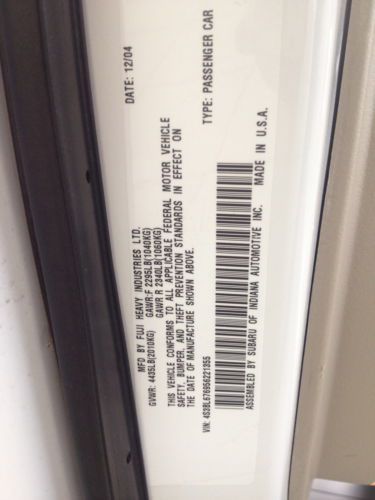 MFD BY FUJI HEAVY INDUSTRIES LTD. DATE: 12/04
GVWR: 4435LB(2010KG) GAWR:F 2295LB(1040KG)
GAWR R 2340LB(1060KG)
THIS VEHICLE CONFORMS TO ALL APPLICABLE FEDERAL MOTOR VEHICLE
SAFETY, BUMPER, AND THEFT PREVENTION STANDARDS IN EFFECT ON
THE DATE OF MANUFACTURE SHOWN ABOVE.
VIN: 4S3BL676956221355 TYPE: PASSENGER CAR
ASSEMBLED BY SUBARU OF INDIANA AUTOMOTIVE INC. MADE IN U.S.A.